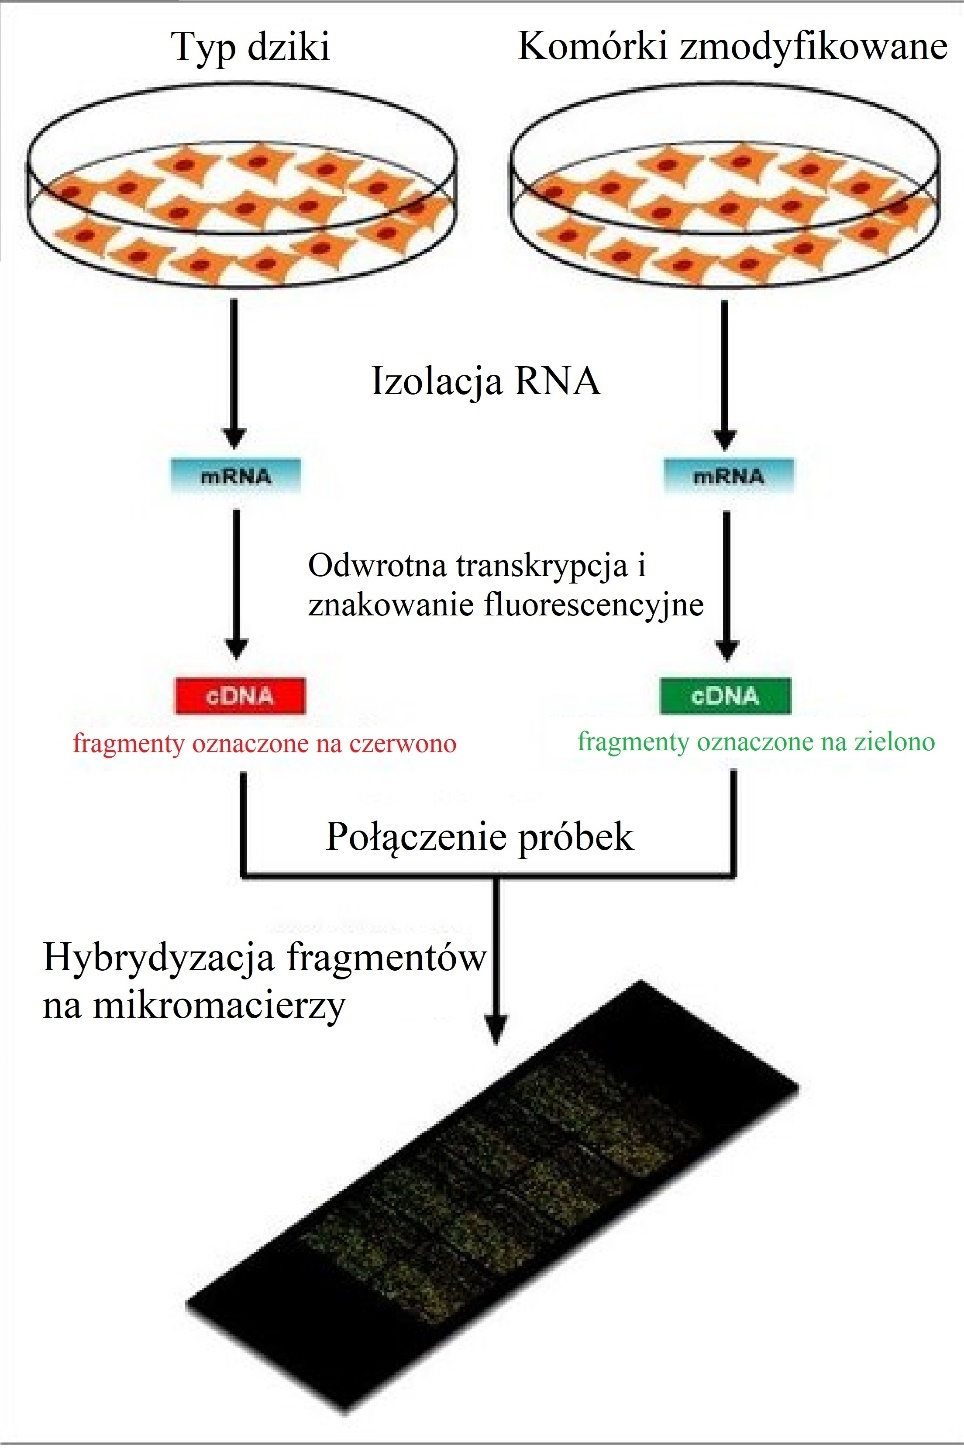 Typ dziki
Komórki zmodyfikowane
Izolacja RNA
mRNA
mRNA
Odwrotna transkrypcja i
znakowanie fluorescencyjne
cDNA
cDNA
fragmenty oznaczone na czerwono
fragmenty oznaczone na zielono
Połączenie próbek
Hybrydyzacja fragmentów
na mikromacierzy